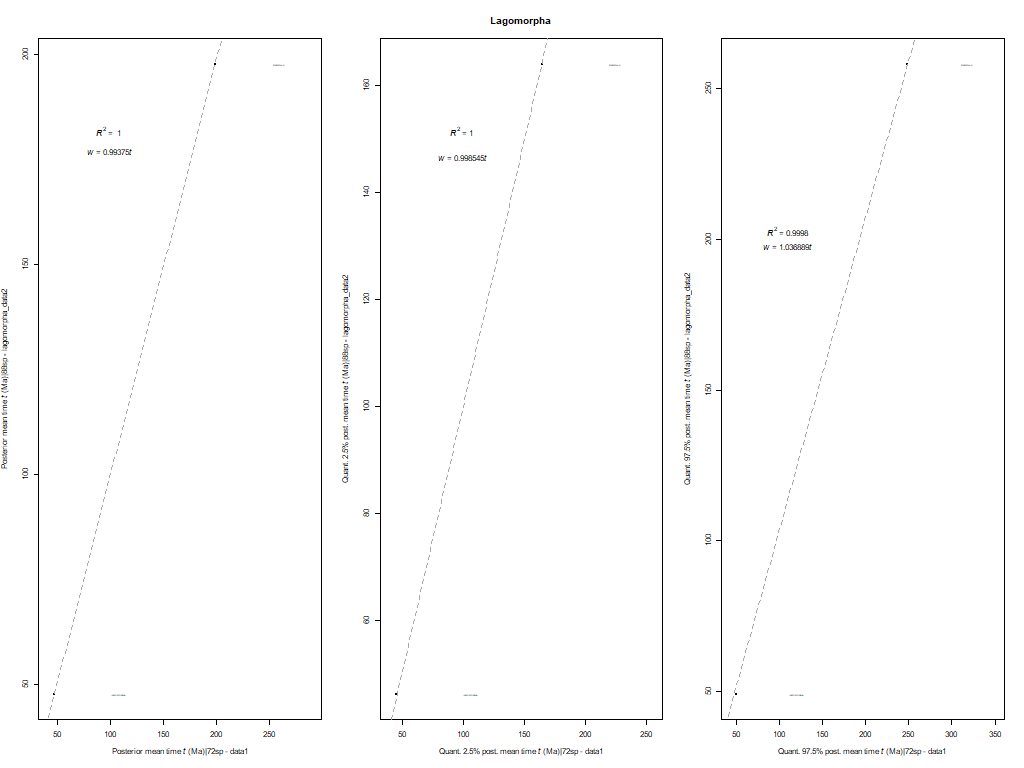 Lagomorpha
200
150
100
50
Posterior mean time t (Ma)|88sp - lagomorpha_data2
R2 = 1
w = 0.99375t
50
100
150
200
250
Posterior mean time t (Ma)|72sp - data1
160
140
120
100
80
60
Quant. 2.5% post. mean time t (Ma)|88sp - lagomorpha_data2
R2 = 1
w = 0.998545t
50
100
150
200
250
Quant. 2.5% post. mean time t (Ma)|72sp - data1
250
200
150
100
50
Quant. 97.5% post. mean time t (Ma)|88sp - lagomorpha_data2
R2 = 0.9998
w = 1.036889t
50
100
150
200
250
300
350
Quant. 97.5% post. mean time t (Ma)|72sp - data1